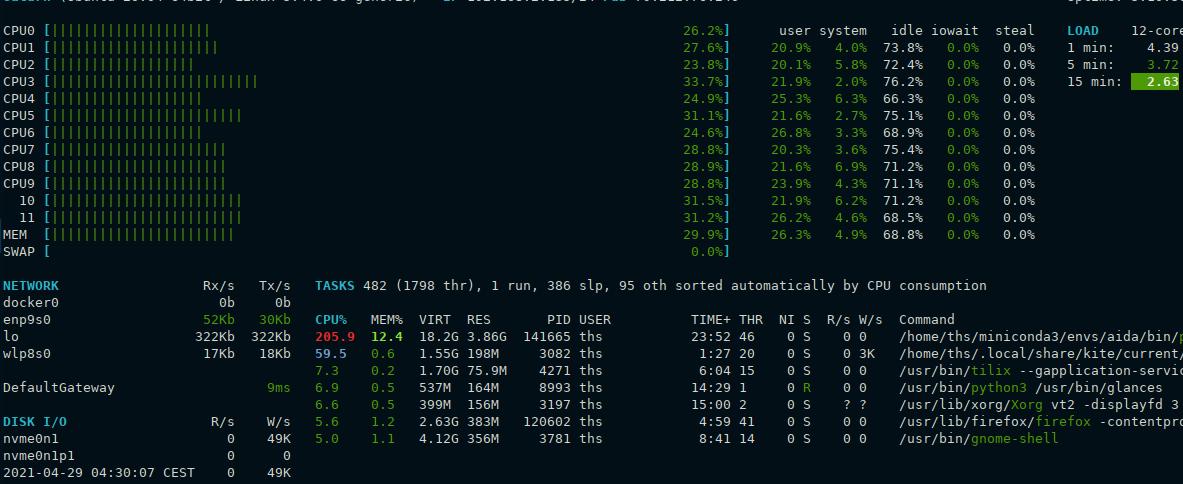 CPU0 [|||||||||||||||||||| 26.2%] user system idle iowait steal LOAD 12-core
CPU1 [||||||||||||||||||||| 27.6%] 20.9% 4.0% 73.8% 0.0% 0.0% 1 min: 4.39
CPU2 [|||||||||||||||||| 23.8%] 20.1% 5.8% 72.4% 0.0% 0.0% 5 min: 3.72
CPU3 [|||||||||||||||||||||||||| 33.7%] 21.9% 2.0% 76.2% 0.0% 0.0% 15 min: 2.63
CPU4 [||||||||||||||||||| 24.9%] 25.3% 6.3% 66.3% 0.0% 0.0%
CPU5 [|||||||||||||||||||||||| 31.1%] 21.6% 2.7% 75.1% 0.0% 0.0%
CPU6 [||||||||||||||||||| 24.6%] 26.8% 3.3% 68.9% 0.0% 0.0%
CPU7 [|||||||||||||||||||||| 28.8%] 20.3% 3.6% 75.4% 0.0% 0.0%
CPU8 [|||||||||||||||||||||| 28.9%] 21.6% 6.9% 71.2% 0.0% 0.0%
CPU9 [|||||||||||||||||||||| 28.8%] 23.9% 4.3% 71.1% 0.0% 0.0%
10 [|||||||||||||||||||||||| 31.5%] 21.9% 6.2% 71.2% 0.0% 0.0%
11 [|||||||||||||||||||||||| 31.2%] 26.2% 4.6% 68.5% 0.0% 0.0%
MEM [||||||||||||||||||||||| 29.9%] 26.3% 4.9% 68.8% 0.0% 0.0%
SWAP [ 0.0%]
NETWORK Rx/s Tx/s TASKS 482 (1798 thr), 1 run, 386 slp, 95 oth sorted automatically by CPU consumption
docker0 0b 0b
enp9s0 52Kb 30Kb CPU% MEM% VIRT RES PID USER TIME+ THR NI S R/s W/s Command
lo 322Kb 322Kb 205.9 12.4 18.2G 3.86G 141665 ths 23:52 46 0 S 0 0 /home/ths/miniconda3/envs/aida/bin/p
wlp8s0 17Kb 18Kb 59.5 0.6 1.55G 198M 3082 ths 1:27 20 0 S 0 3K /home/ths/.local/share/kite/current/
7.3 0.2 1.70G 75.9M 4271 ths 6:04 15 0 S 0 0 /usr/bin/tilix --gapplication-servic
DefaultGateway 9ms 6.9 0.5 537M 164M 8993 ths 14:29 1 0 R 0 0 /usr/bin/python3 /usr/bin/glances
6.6 0.5 399M 156M 3197 ths 15:00 2 0 S ? ? /usr/lib/xorg/Xorg vt2 -displayfd 3
DISK I/O R/s W/s 5.6 1.2 2.63G 383M 120602 ths 4:59 41 0 S 0 0 /usr/lib/firefox/firefox -contentpro
nvme0n1 0 49K 5.0 1.1 4.12G 356M 3781 ths 8:41 14 0 S 0 0 /usr/bin/gnome-shell
nvme0n1p1 0 0
2021-04-29 04:30:07 CEST 0 49K